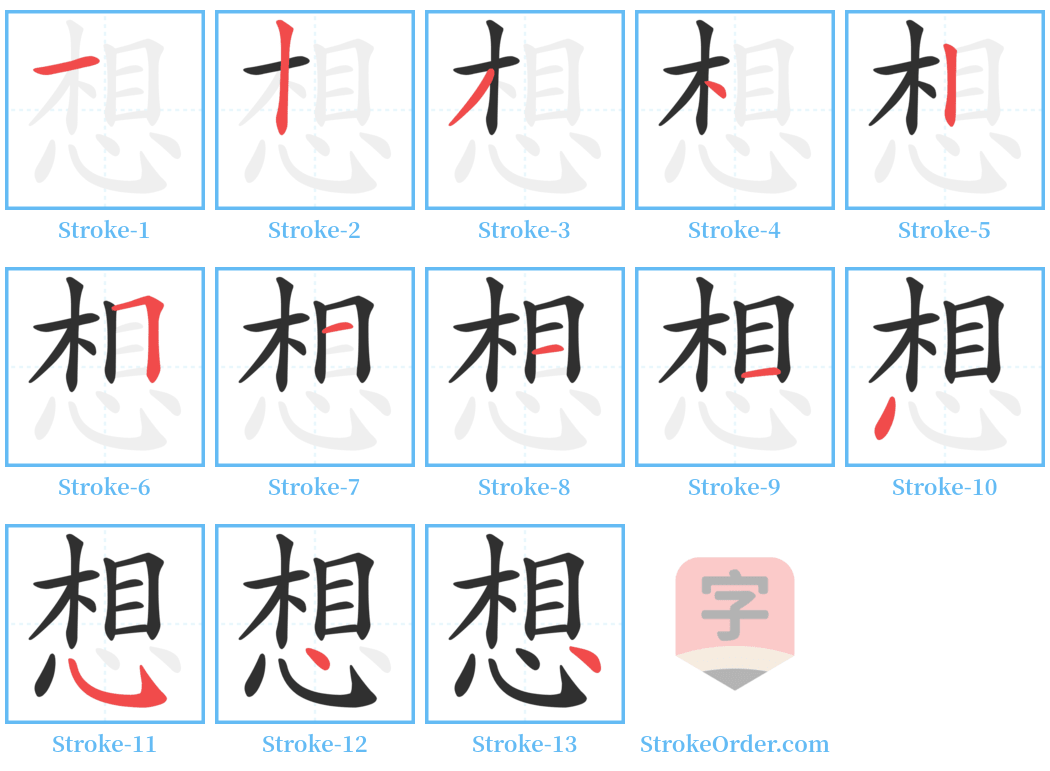 想 想 想 想 想
Stroke-1 Stroke-2 Stroke-3 Stroke-4 Stroke-5
想 想 想 想 想
Stroke-6 Stroke-7 Stroke-8 Stroke-9 Stroke-10
想 想 想 字
Stroke-11 Stroke-12 Stroke-13 StrokeOrder.com